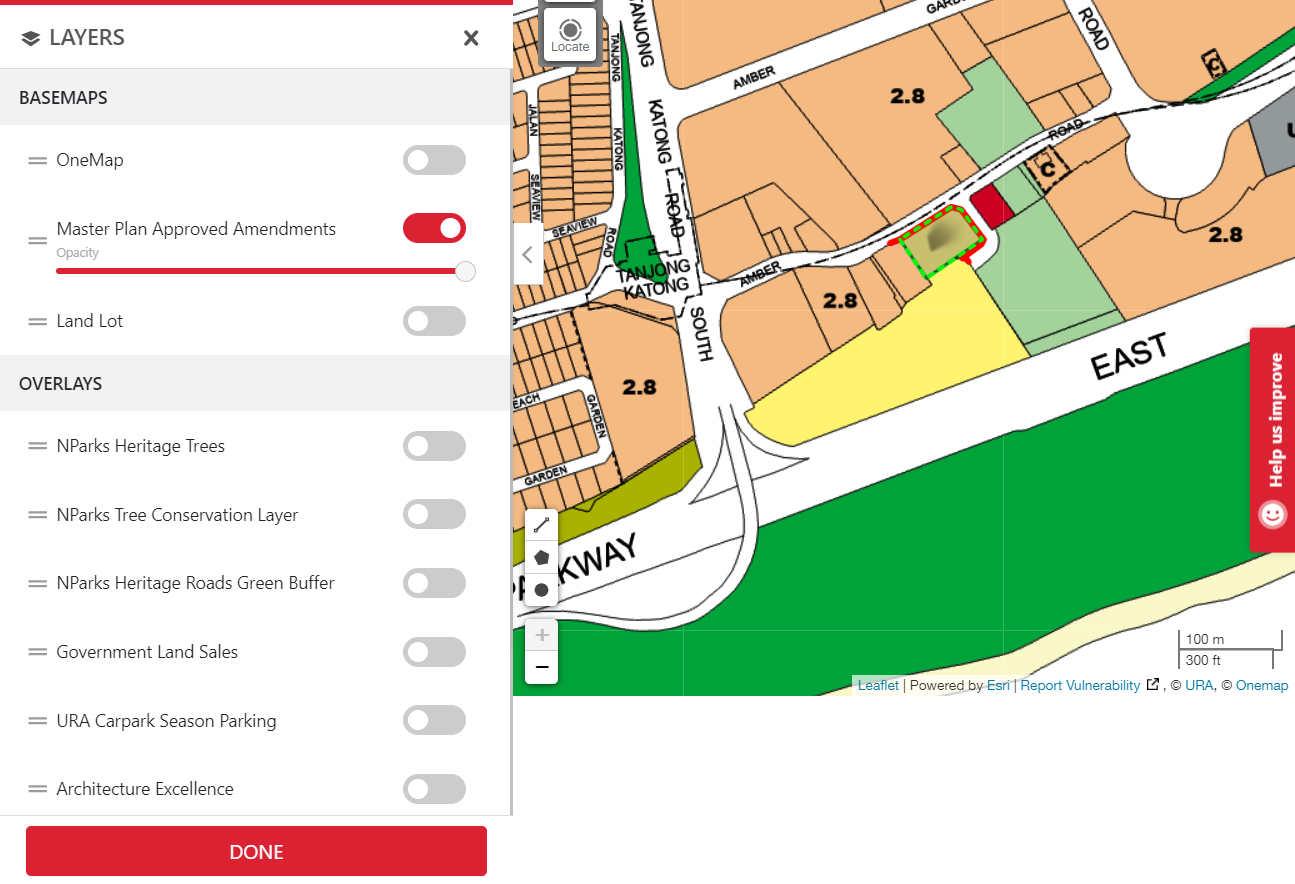 LAYERS
BASEMAPS
OneMap
Master Plan Approved Amendments
Opacity
Land Lot
OVERLAYS
NParks Heritage Trees
NParks Tree Conservation Layer
NParks Heritage Roads Green Buffer
Government Land Sales
URA Carpark Season Parking
Architecture Excellence
DONE
Locate
TANJONG
KATONG
ROAD
SOUTH
TANJONG
KATONG
JALAN
SEAVIEW
SEAVIEW
ROAD
TANJONG
KATONG
AMBER
ROAD
AMBER
ROAD
2.8
C
C
2.8
2.8
2.8
GARDEN
GARDEN
EAST
Help us improve
100 m
300 ft
Leaflet | Powered by Esri | Report Vulnerability , © URA, © Onemap